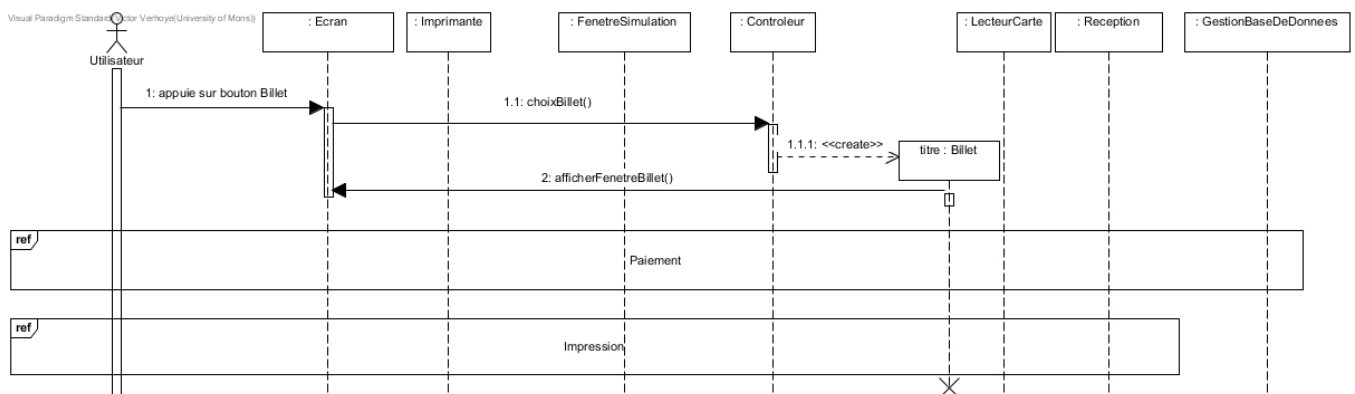 Visual Paradigm Standard(Victor Verhoye(University of Mons))
: Ecran
: Imprimante
: FenetreSimulation
: Controleur
: LecteurCarte
: Reception
: GestionBaseDeDonnees
Utilisateur
1: appuie sur bouton Billet
1.1: choixBillet()
1.1.1: <<create>>
titre : Billet
2: afficherFenetreBillet()
ref
Paiement
ref
Impression